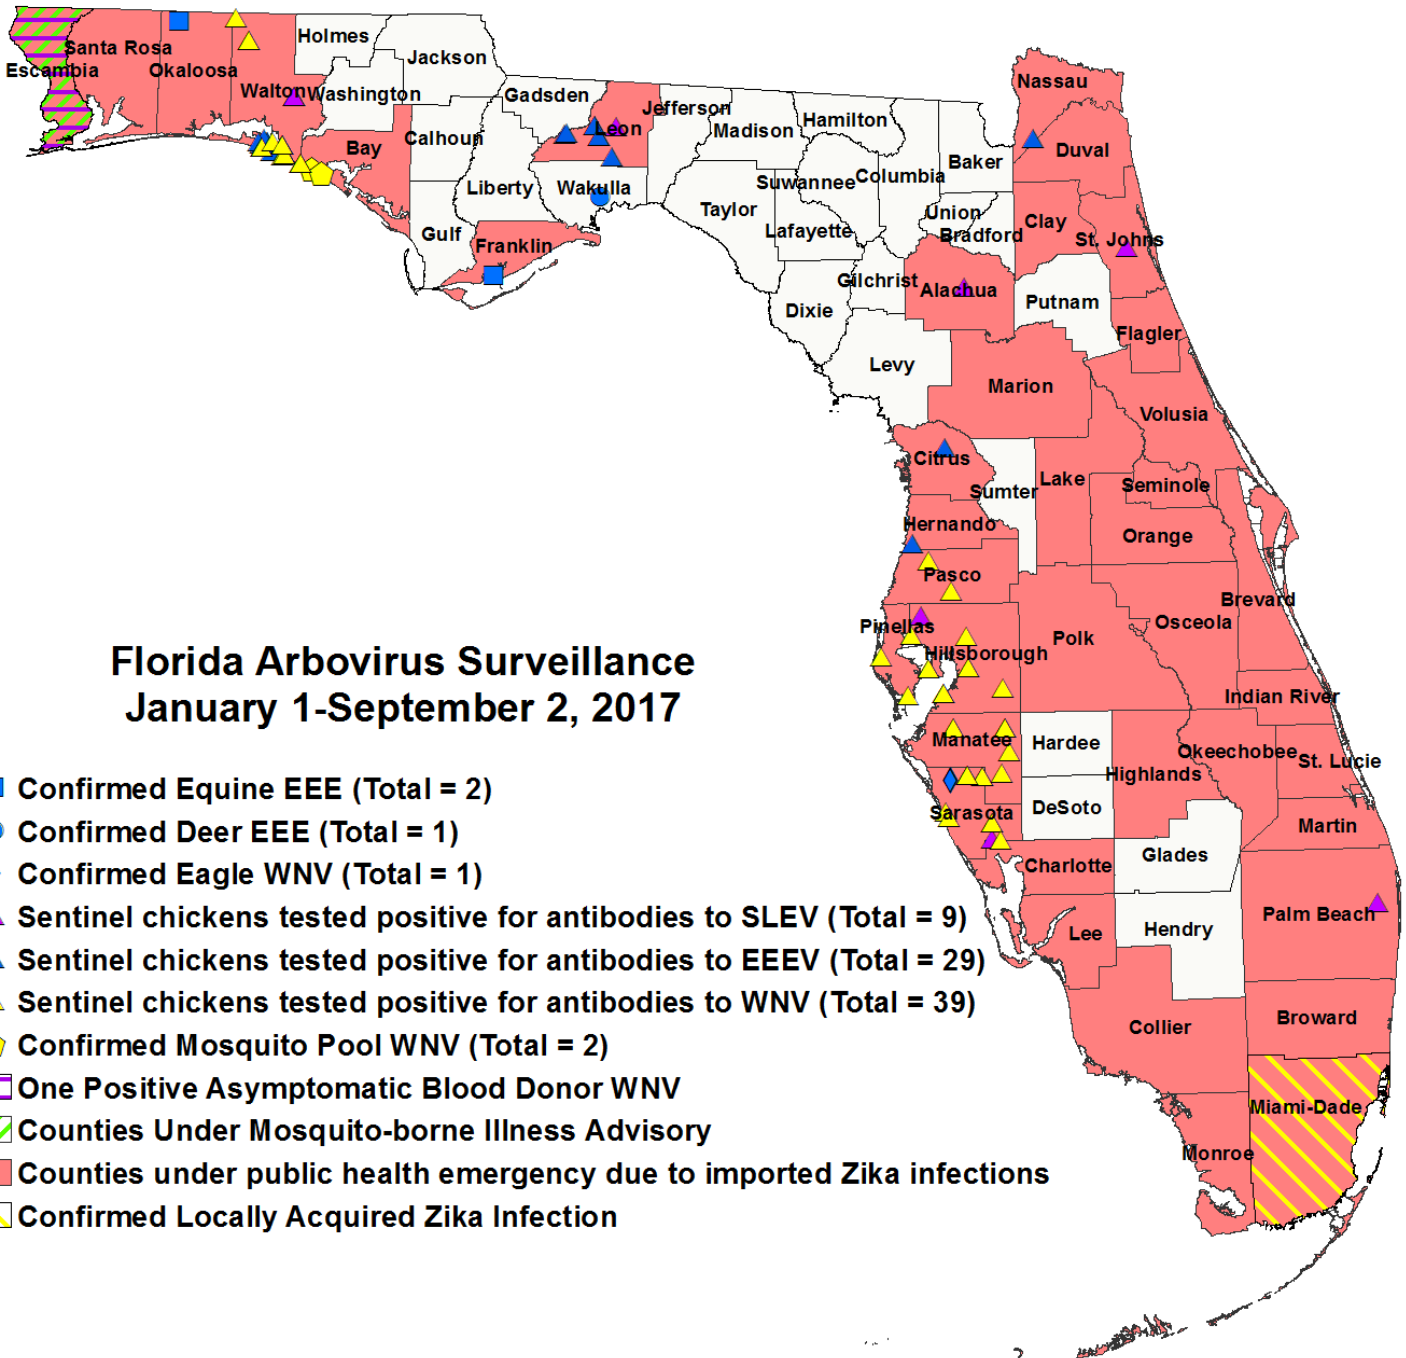 Holmes
Jackson
Santa Rosa
Escambia
Okaloosa
Walton
Washington
Gadsden
Jefferson
Leon
Madison
Hamilton
Nassau
Duval
Baker
Calhoun
Bay
Liberty
Wakulla
Suwannee
Columbia
Taylor
Lafayette
Union
Bradford
Clay
St. Johns
Gulf
Franklin
Gilchrist
Alachua
Putnam
Dixie
Flagler
Levy
Marion
Volusia
Citrus
Sumter
Lake
Seminole
Hernando
Orange
Pasco
Brevard
Pinellas
Osceola
Polk
Hillsborough
Indian River
Manatee
Hardee
Okeechobee
St. Lucie
Highlands
DeSoto
Sarasota
Martin
Charlotte
Glades
Palm Beach
Lee
Hendry
Collier
Broward
Miami-Dade
Monroe
Florida Arbovirus Surveillance
January 1-September 2, 2017
Confirmed Equine EEE (Total = 2)
Confirmed Deer EEE (Total = 1)
Confirmed Eagle WNV (Total = 1)
Sentinel chickens tested positive for antibodies to SLEV (Total = 9)
Sentinel chickens tested positive for antibodies to EEEV (Total = 29)
Sentinel chickens tested positive for antibodies to WNV (Total = 39)
Confirmed Mosquito Pool WNV (Total = 2)
One Positive Asymptomatic Blood Donor WNV
Counties Under Mosquito-borne Illness Advisory
Counties under public health emergency due to imported Zika infections
Confirmed Locally Acquired Zika Infection